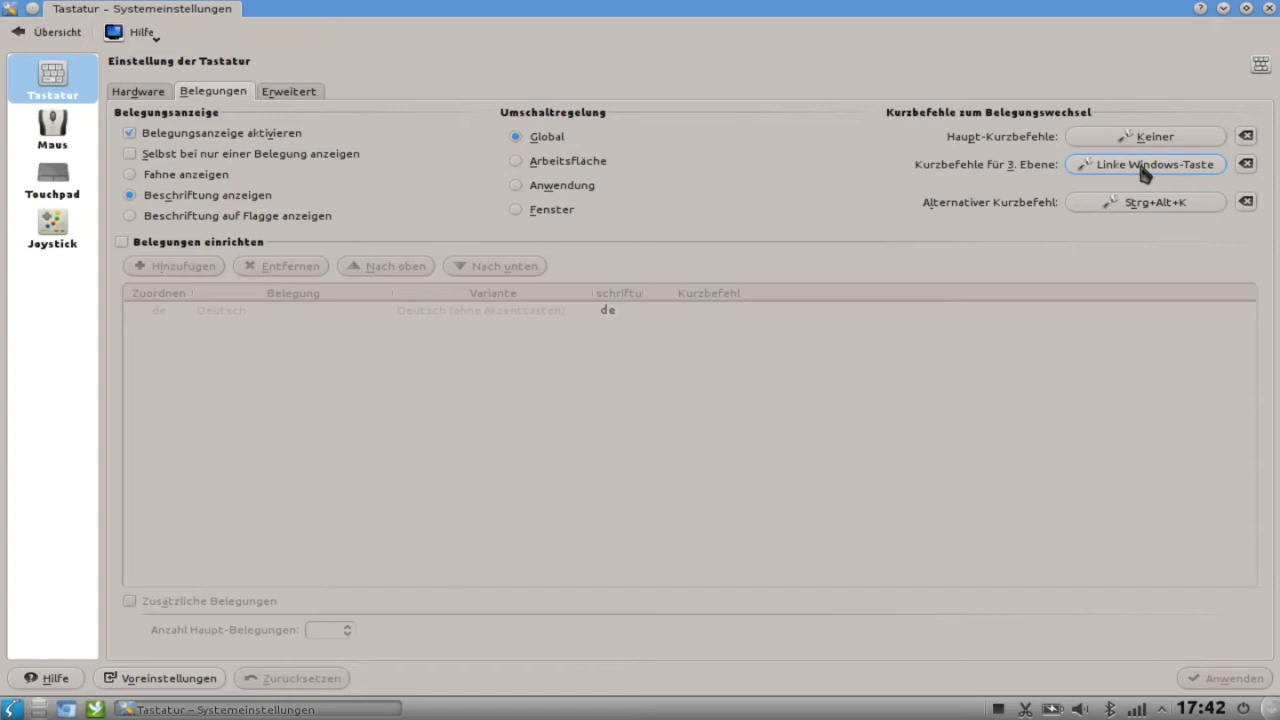 Tastatur – Systemeinstellungen
Übersicht Hilfe
Tastatur
Maus
Touchpad
Joystick
Einstellung der Tastatur
Hardware Belegungen Erweitert
Belegungsanzeige
Belegungsanzeige aktivieren
Selbst bei nur einer Belegung anzeigen
Fahne anzeigen
Beschriftung anzeigen
Beschriftung auf Flagge anzeigen
Umschaltregelung
Global
Arbeitsfläche
Anwendung
Fenster
Kurzbefehle zum Belegungswechsel
Haupt-Kurzbefehle: Keiner
Kurzbefehle für 3. Ebene: Linke Windows-Taste
Alternativer Kurzbefehl: Strg+Alt+K
Belegungen einrichten
Hinzufügen Entfernen Nach oben Nach unten
Zuordnen Belegung Variante schriftu Kurzbefehl
de Deutsch Deutsch (ohne Akzenttasten) de
Zusätzliche Belegungen
Anzahl Haupt-Belegungen:
Hilfe Voreinstellungen Zurücksetzen Anwenden
Tastatur – Systemeinstellungen 17:42